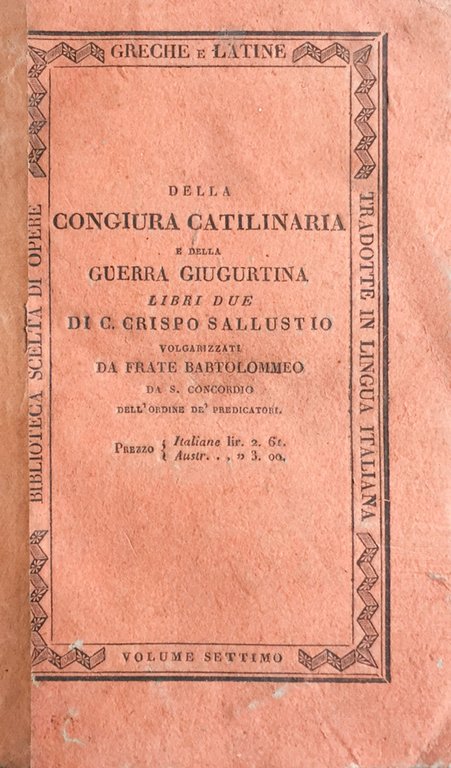 BIBLIOTECA SCELTA DI OPERE
GRECHE E LATINE
TRADOTTE IN LINGUA ITALIANA
DELLA
CONGIURA CATILINARIA
E DELLA
GUERRA GIUGURTINA
LIBRI DUE
DI C. CRISPO SALLUSTIO
VOLGARIZZATI
DA FRATE BARTOLOMMEO
DA S. CONCORDIO
DELL'ORDINE DE' PREDICATORI.
PREZZO { Italiane lir. 2. 61.
{ Austr. . , » 3. 00.
VOLUME SETTIMO